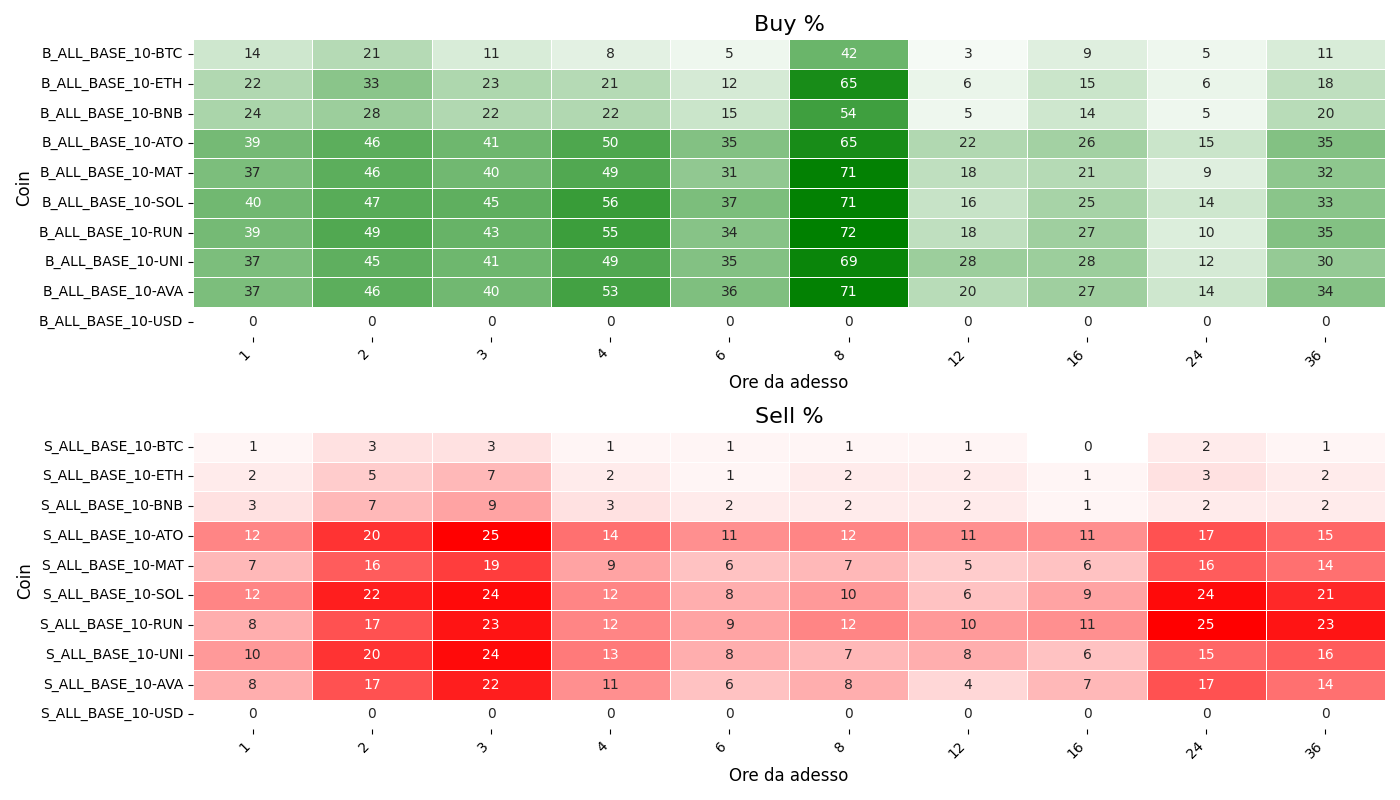 Buy %
Coin
B_ALL_BASE_10-BTC 14 21 11 8 5 42 3 9 5 11
B_ALL_BASE_10-ETH 22 33 23 21 12 65 6 15 6 18
B_ALL_BASE_10-BNB 24 28 22 22 15 54 5 14 5 20
B_ALL_BASE_10-ATO 39 46 41 50 35 65 22 26 15 35
B_ALL_BASE_10-MAT 37 46 40 49 31 71 18 21 9 32
B_ALL_BASE_10-SOL 40 47 45 56 37 71 16 25 14 33
B_ALL_BASE_10-RUN 39 49 43 55 34 72 18 27 10 35
B_ALL_BASE_10-UNI 37 45 41 49 35 69 28 28 12 30
B_ALL_BASE_10-AVA 37 46 40 53 36 71 20 27 14 34
B_ALL_BASE_10-USD 0 0 0 0 0 0 0 0 0 0
1 2 3 4 6 8 12 16 24 36
Ore da adesso
Sell %
Coin
S_ALL_BASE_10-BTC 1 3 3 1 1 1 1 0 2 1
S_ALL_BASE_10-ETH 2 5 7 2 1 2 2 1 3 2
S_ALL_BASE_10-BNB 3 7 9 3 2 2 2 1 2 2
S_ALL_BASE_10-ATO 12 20 25 14 11 12 11 11 17 15
S_ALL_BASE_10-MAT 7 16 19 9 6 7 5 6 16 14
S_ALL_BASE_10-SOL 12 22 24 12 8 10 6 9 24 21
S_ALL_BASE_10-RUN 8 17 23 12 9 12 10 11 25 23
S_ALL_BASE_10-UNI 10 20 24 13 8 7 8 6 15 16
S_ALL_BASE_10-AVA 8 17 22 11 6 8 4 7 17 14
S_ALL_BASE_10-USD 0 0 0 0 0 0 0 0 0 0
1 2 3 4 6 8 12 16 24 36
Ore da adesso